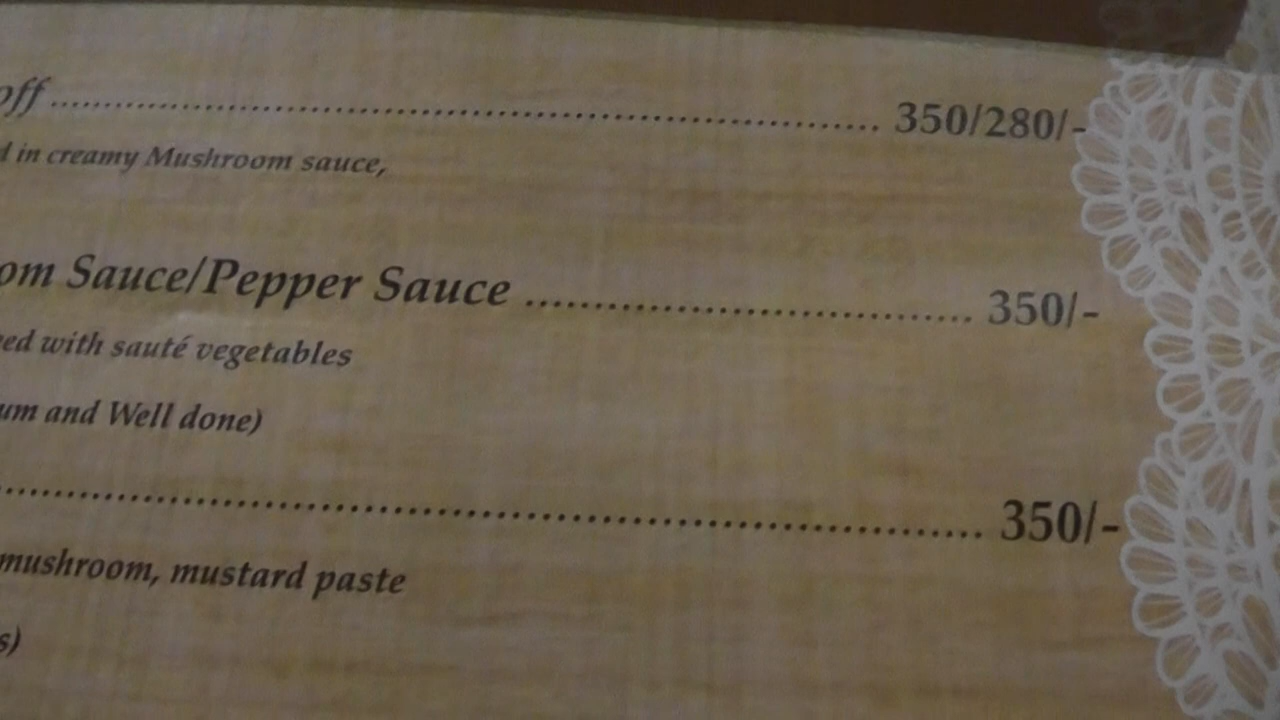 off ........................................................................ 350/280/-
d in creamy Mushroom sauce,
om Sauce/Pepper Sauce ........................................ 350/-
ed with sauté vegetables
um and Well done)
........................................................................................ 350/-
mushroom, mustard paste
s)